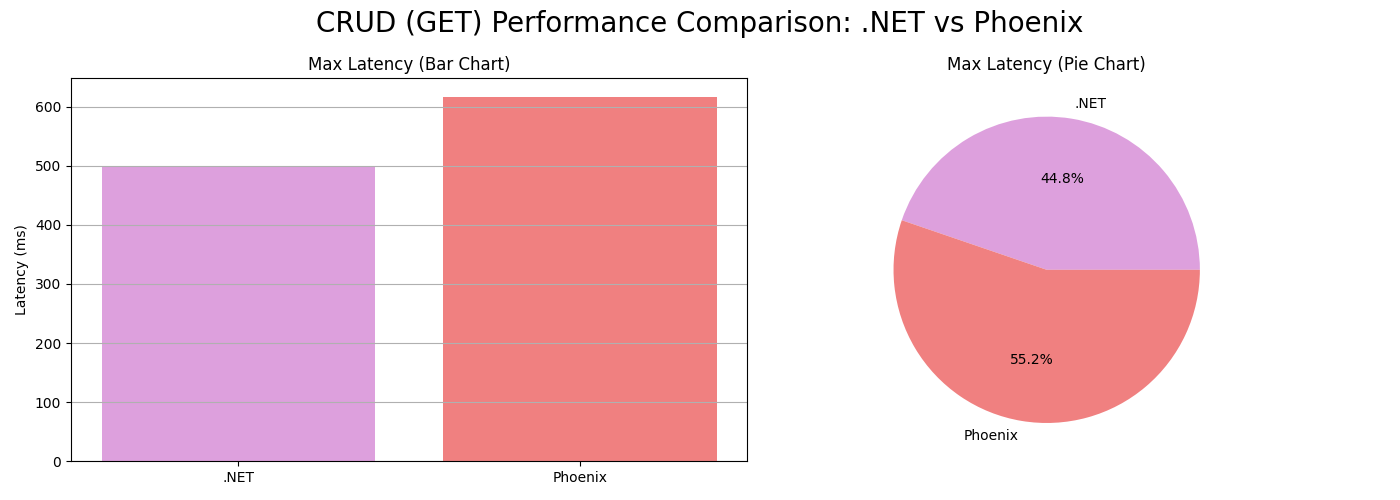 CRUD (GET) Performance Comparison: .NET vs Phoenix
Max Latency (Bar Chart)
Latency (ms)
600
500
400
300
200
100
0
.NET
Phoenix
Max Latency (Pie Chart)
.NET
44.8%
55.2%
Phoenix